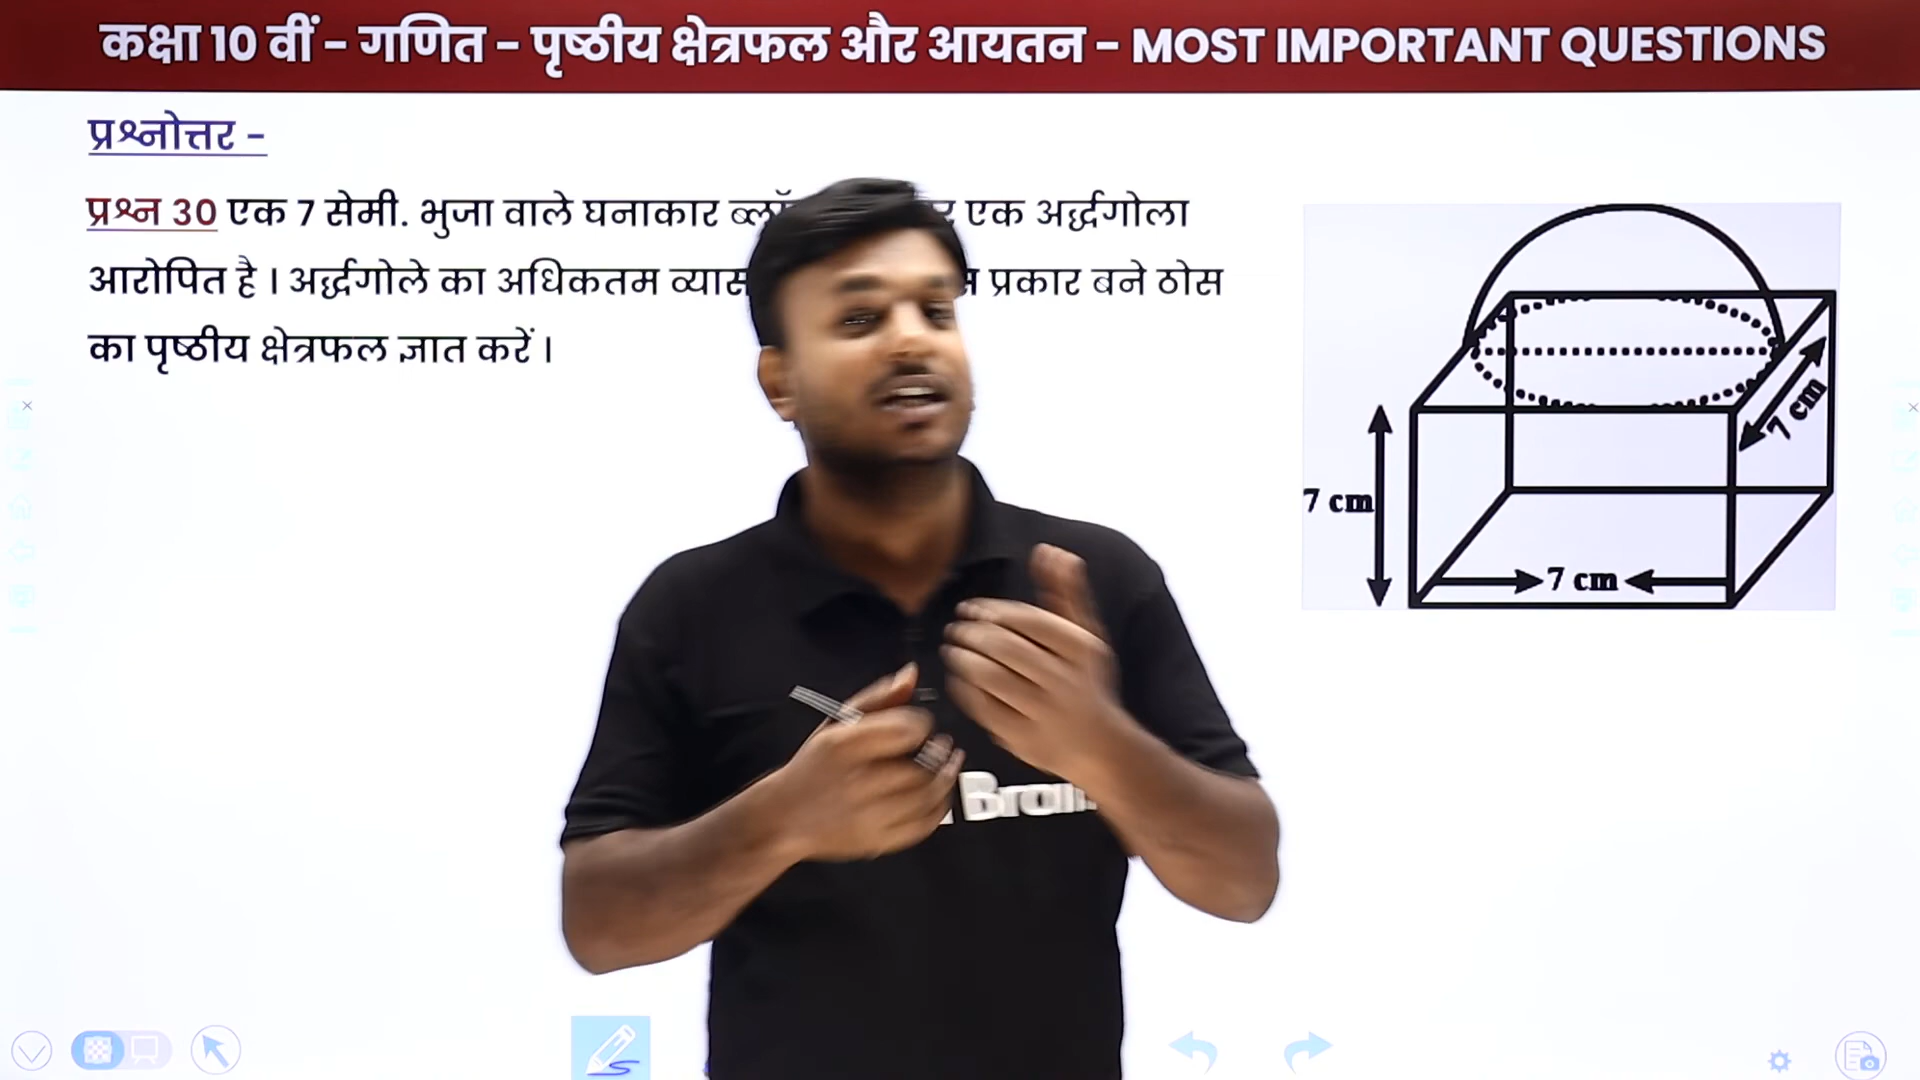 कक्षा 10 वीं – गणित – पृष्ठीय क्षेत्रफल और आयतन – MOST IMPORTANT QUESTIONS
प्रश्नोत्तर –
प्रश्न 30 एक 7 सेमी. भुजा वाले घनाकार एक अर्द्धगोला
आरोपित है । अर्द्धगोले का अधिकतम व्यास प्रकार बने ठोस
का पृष्ठीय क्षेत्रफल ज्ञात करें ।
7 cm
7 cm
7 cm
Brain